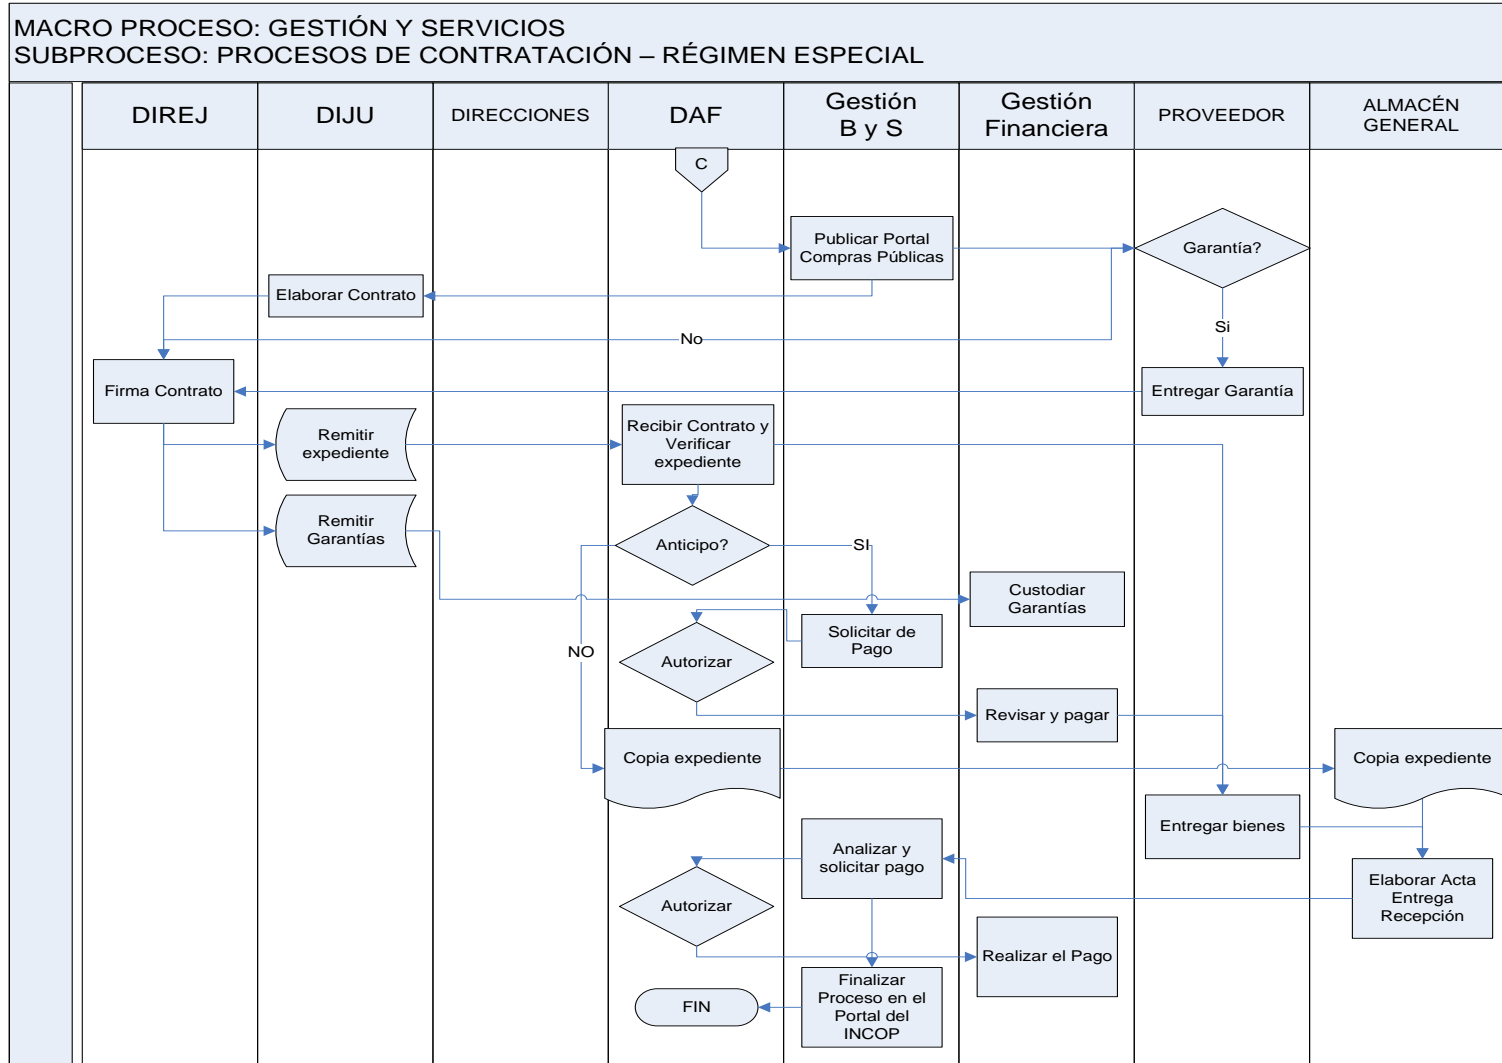 MACRO PROCESO: GESTIÓN Y SERVICIOS
SUBPROCESO: PROCESOS DE CONTRATACIÓN – RÉGIMEN ESPECIAL
DIREJ
DIJU
DIRECCIONES
DAF
Gestión
B y S
Gestión
Financiera
PROVEEDOR
ALMACÉN
GENERAL
C
Publicar Portal
Compras Públicas
Garantía?
Elaborar Contrato
Si
No
Firma Contrato
Entregar Garantía
Remitir
expediente
Recibir Contrato y
Verificar
expediente
Remitir
Garantías
Anticipo?
SI
Custodiar
Garantías
Solicitar de
Pago
NO
Autorizar
Revisar y pagar
Copia expediente
Copia expediente
Entregar bienes
Analizar y
solicitar pago
Elaborar Acta
Entrega
Recepción
Autorizar
Realizar el Pago
Finalizar
Proceso en el
Portal del
INCOP
FIN